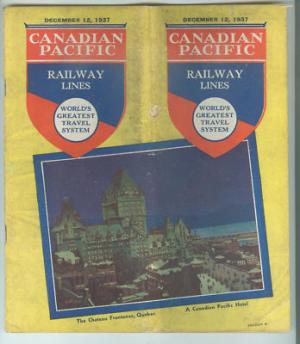 DECEMBER 12, 1937
CANADIAN
PACIFIC
RAILWAY
LINES
WORLD'S
GREATEST
TRAVEL
SYSTEM
DECEMBER 12, 1937
CANADIAN
PACIFIC
RAILWAY
LINES
WORLD'S
GREATEST
TRAVEL
SYSTEM
The Chateau Frontenac, Quebec
A Canadian Pacific Hotel